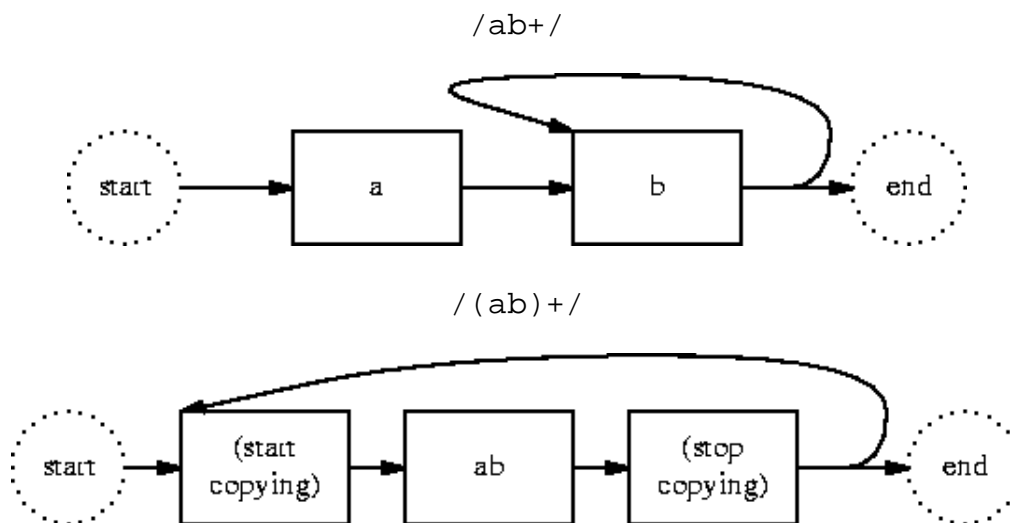 /ab+/
start a b end
/(ab)+/
start (start copying) ab (stop copying) end